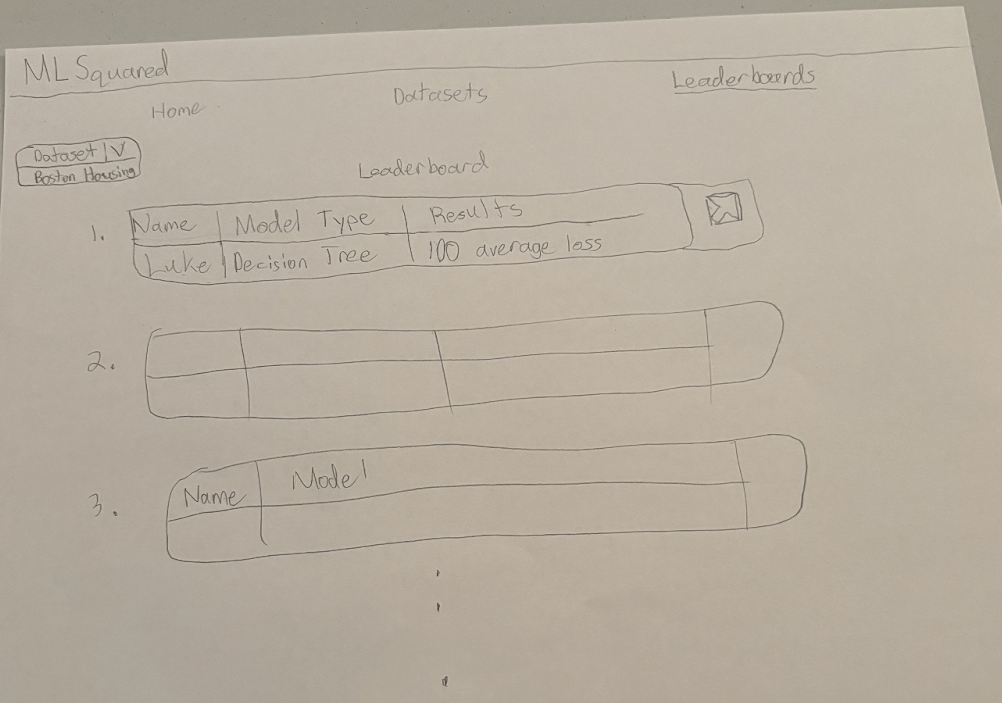 ML Squared
Home Datasets Leaderboards
Dataset V
Boston Housing
Leaderboard
1. Name Model Type Results
Luke Decision Tree 100 average loss
2.
3. Name Model